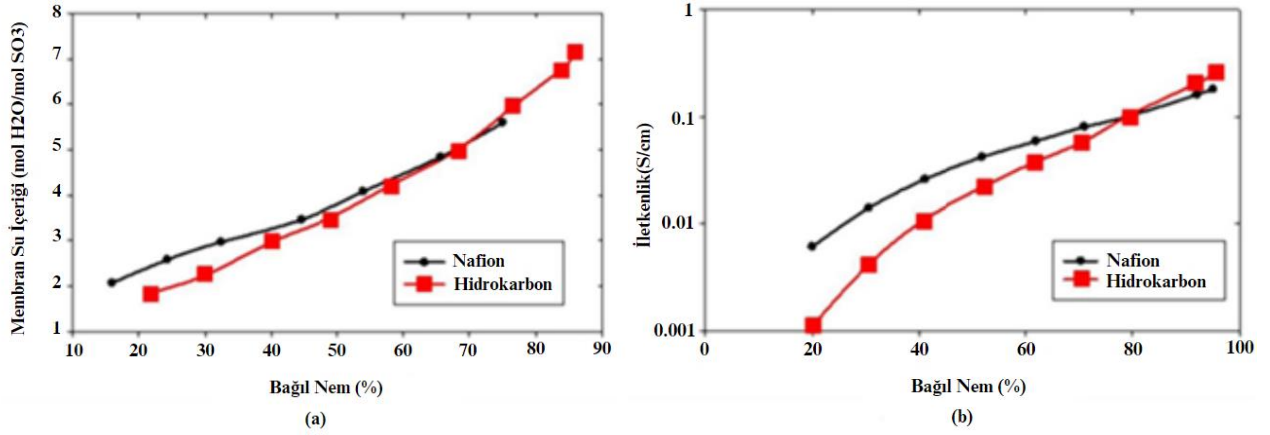 Membran Su İçeriği (mol H2O/mol SO3)
8
7
6
5
4
3
2
1
10 20 30 40 50 60 70 80 90
Nafion
Hidrokarbon
Bağıl Nem (%)
(a)
İletkenlik(S/cm)
1
0.1
0.01
0.001
0 20 40 60 80 100
Nafion
Hidrokarbon
Bağıl Nem (%)
(b)